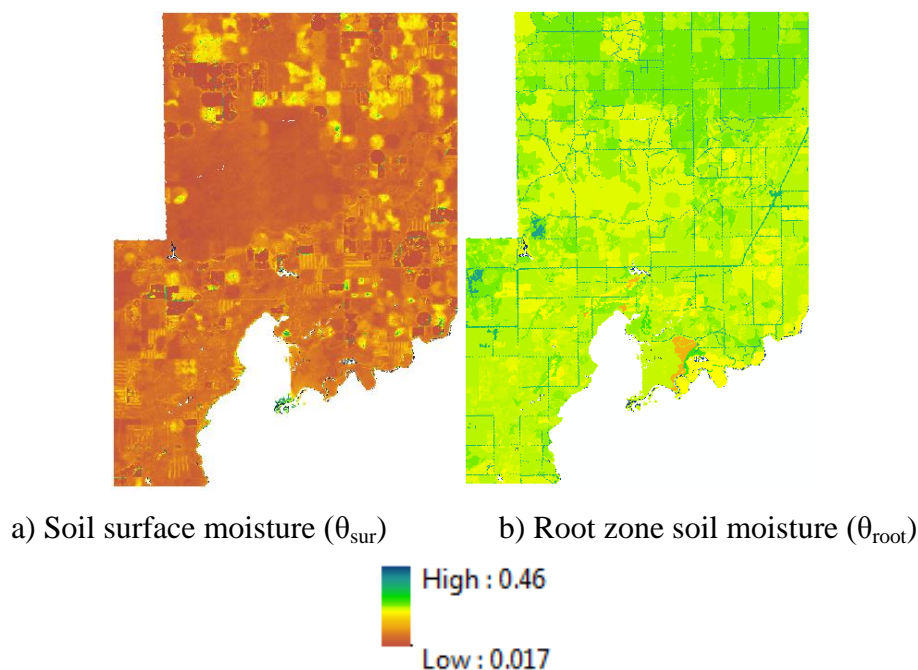 a) Soil surface moisture (θsur) b) Root zone soil moisture (θroot)
High : 0.46
Low : 0.017